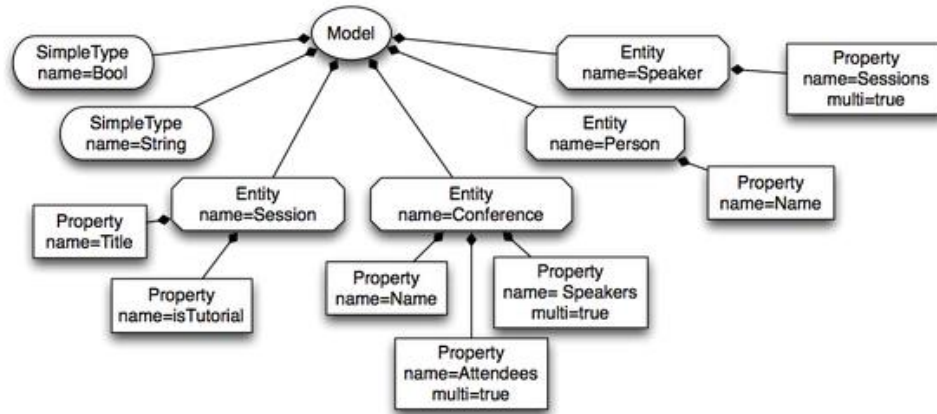 Model
SimpleType
name=Bool
SimpleType
name=String
Entity
name=Speaker
Property
name=Sessions
multi=true
Entity
name=Person
Property
name=Name
Entity
name=Session
Property
name=Title
Property
name=isTutorial
Entity
name=Conference
Property
name=Name
Property
name= Speakers
multi=true
Property
name=Attendees
multi=true